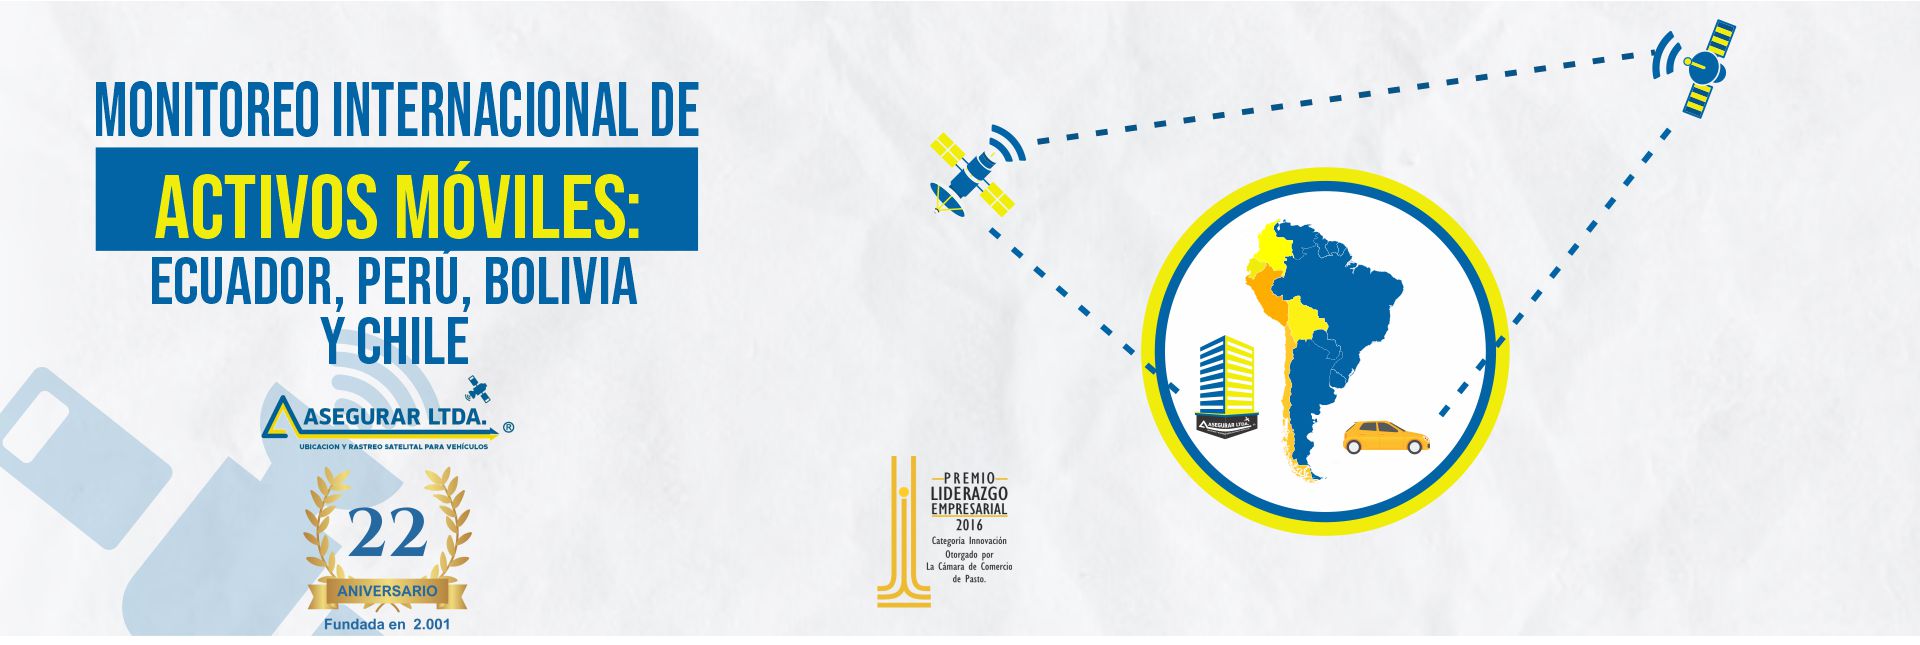 MONITOREO INTERNACIONAL DE
ACTIVOS MÓVILES:
ECUADOR, PERÚ, BOLIVIA
Y CHILE
ASEGURAR LTDA. ®
UBICACION Y RASTREO SATELITAL PARA VEHÍCULOS
22
ANIVERSARIO
Fundada en 2.001
PREMIO
LIDERAZGO
EMPRESARIAL
2016
Categoría Innovación
Otorgado por
La Cámara de Comercio
de Pasto.
ASEGURAR LTDA.